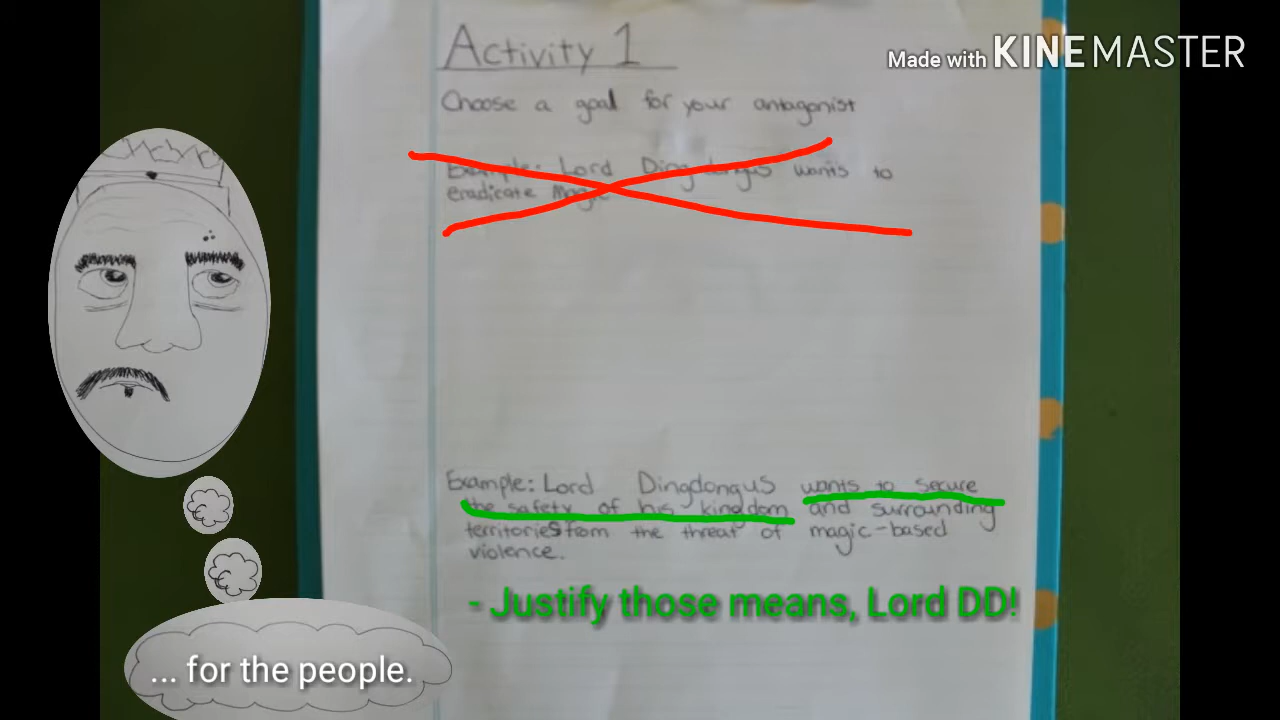 Activity 1
Made with KINEMASTER
Choose a goal for your antagonist
Example: Lord Dingdongus wants to
eradicate Magic
Example: Lord Dingdongus wants to secure
the safety of his kingdom and surrounding
territories from the threat of magic-based
violence.
- Justify those means, Lord DD!
... for the people.